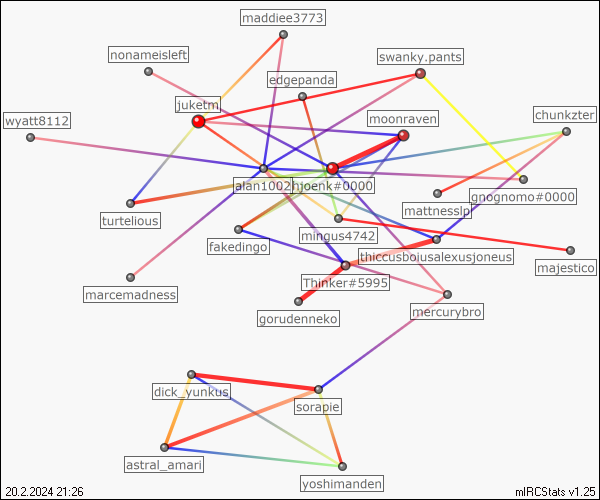 maddiee3773
nonameisleft
swanky.pants
edgepanda
juketm
chunkzter
wyatt8112
moonraven
alan1002
hjoenk#0000
mattnesslp
gnognomo#0000
turtelious
mingus4742
fakedingo
thiccusbojusalexusjoneus
majestico
marcemadness
Thinker#5995
gorudenneko
mercurybro
dick_yunkus
sorapie
astral_amari
yoshimanden
20.2.2024 21:26
mIRCStats v1.25